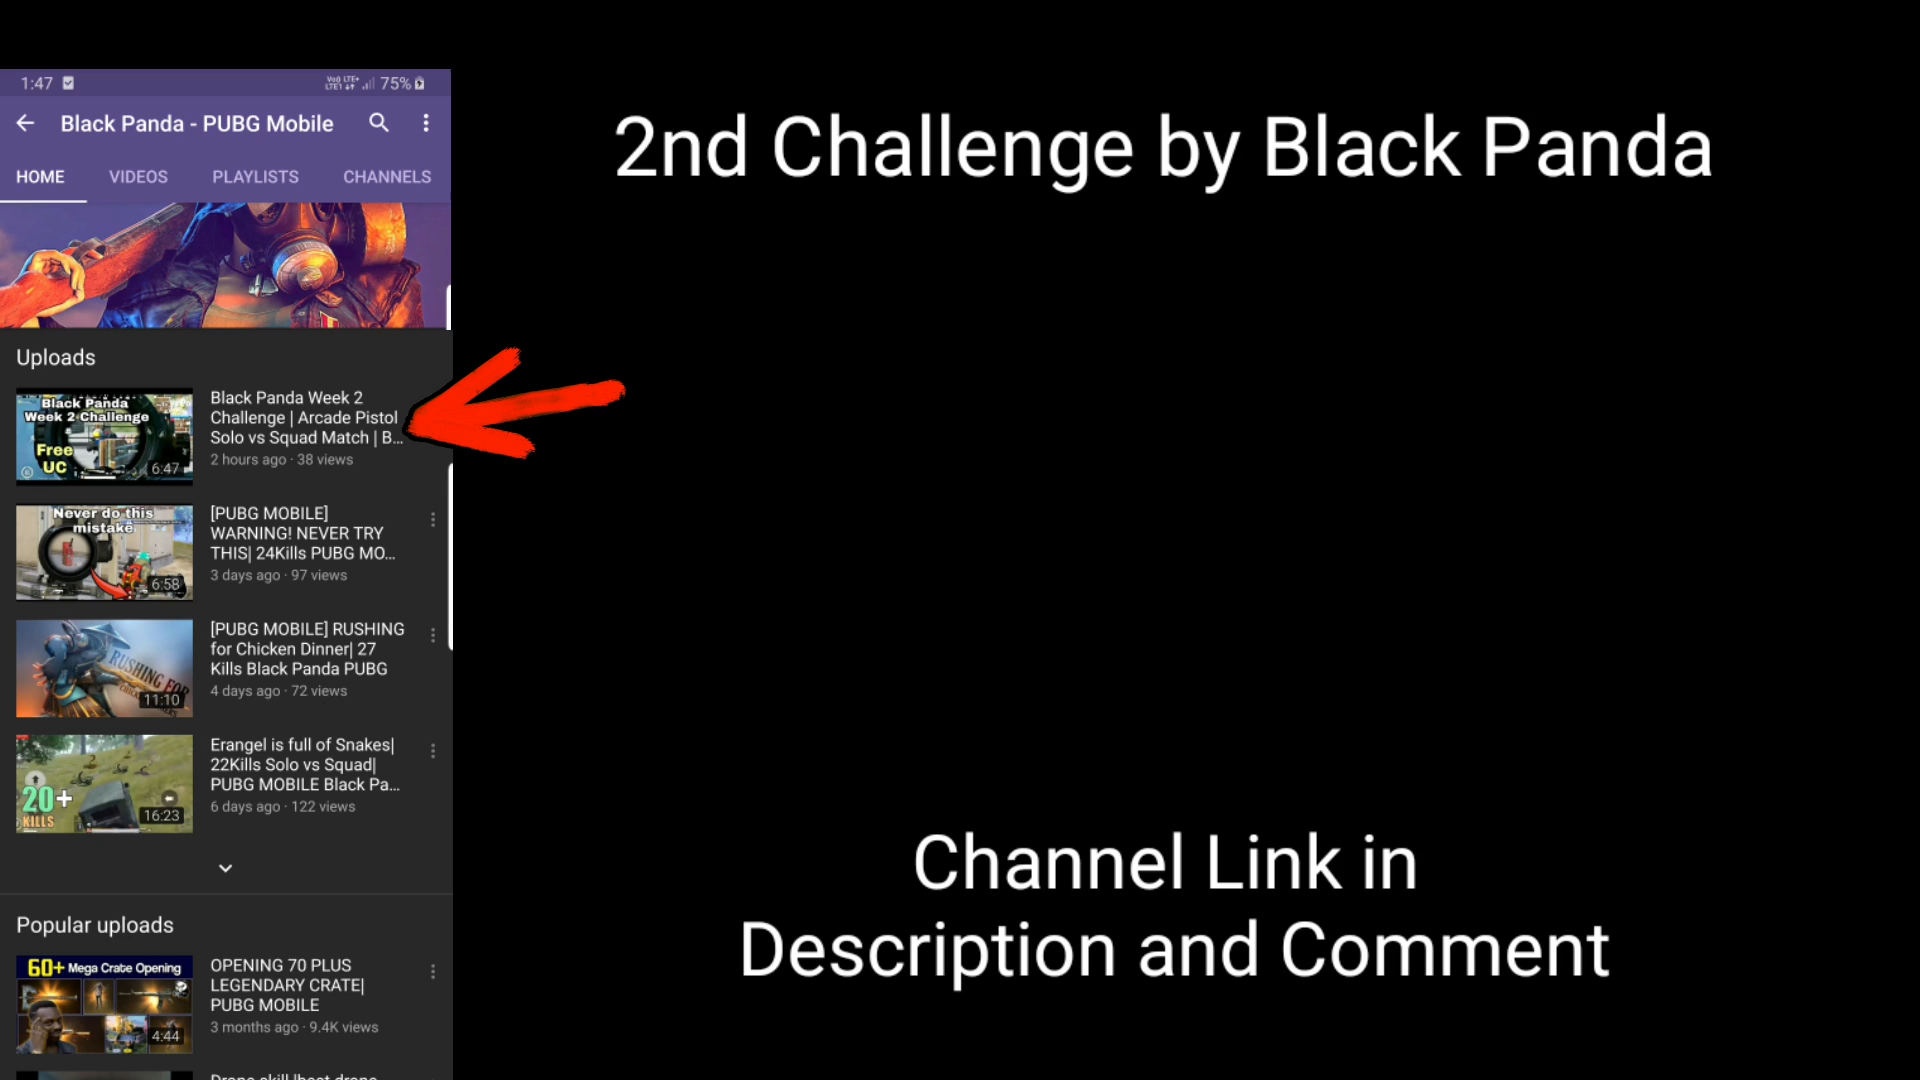 1:47
75%
Black Panda - PUBG Mobile
HOME VIDEOS PLAYLISTS CHANNELS
2nd Challenge by Black Panda
Uploads
Black Panda
Week 2 Challenge
Free
UC
6:47
Black Panda Week 2
Challenge | Arcade Pistol
Solo vs Squad Match | B...
2 hours ago · 38 views
Never do this
mistake
6:58
[PUBG MOBILE]
WARNING! NEVER TRY
THIS| 24Kills PUBG MO...
3 days ago · 97 views
RUSHING FOR
11:10
[PUBG MOBILE] RUSHING
for Chicken Dinner| 27
Kills Black Panda PUBG
4 days ago · 72 views
20+
KILLS
16:23
Erangel is full of Snakes|
22Kills Solo vs Squad|
PUBG MOBILE Black Pa...
6 days ago · 122 views
Popular uploads
60+ Mega Crate Opening
4:44
OPENING 70 PLUS
LEGENDARY CRATE|
PUBG MOBILE
3 months ago · 9.4K views
Channel Link in
Description and Comment